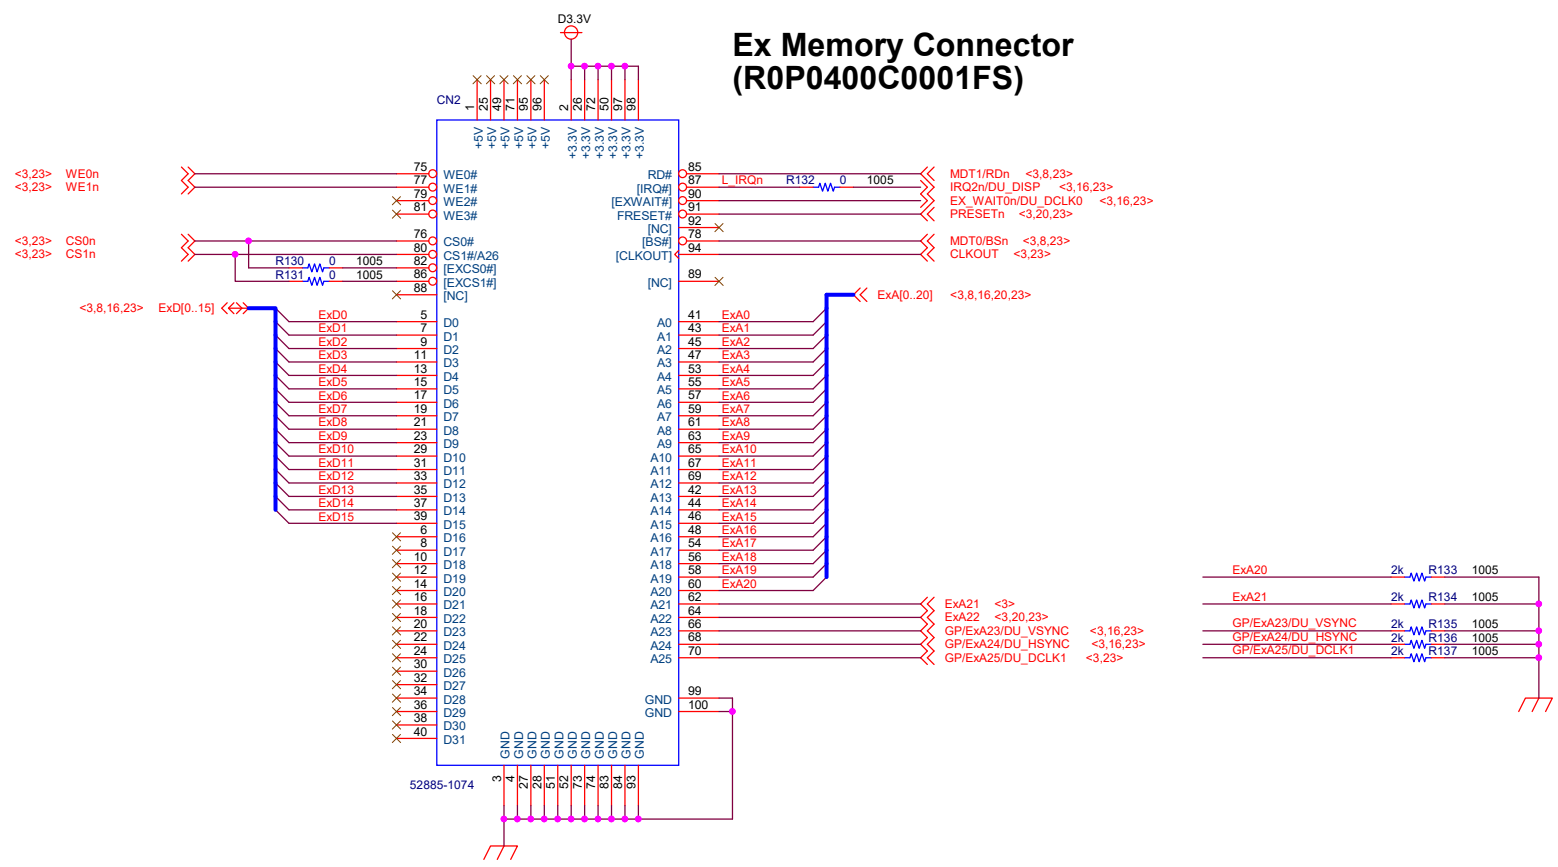 D3.3V
Ex Memory Connector
(R0P0400C0001FS)
CN2
1 25 49 71 95 96 2 26 72 50 97 98
+5V +5V +5V +5V +5V +5V +3.3V +3.3V +3.3V +3.3V +3.3V +3.3V
<3,23> WE0n 75 WE0# RD# 85 MDT1/RDn <3,8,23>
<3,23> WE1n 77 WE1# [IRQ#] 87 L_IRQn R132 0 1005 IRQ2n/DU_DISP <3,16,23>
79 WE2# [EXWAIT#] 90 EX_WAIT0n/DU_DCLK0 <3,16,23>
81 WE3# FRESET# 91 PRESETn <3,20,23>
[NC] 92
<3,23> CS0n 76 CS0# [BS#] 78 MDT0/BSn <3,8,23>
<3,23> CS1n 80 CS1#/A26 [CLKOUT] 94 CLKOUT <3,23>
R130 0 1005 82 [EXCS0#]
R131 0 1005 86 [EXCS1#] [NC] 89
88 [NC]
<3,8,16,23> ExD[0..15] ExA[0..20] <3,8,16,20,23>
ExD0 5 D0 A0 41 ExA0
ExD1 7 D1 A1 43 ExA1
ExD2 9 D2 A2 45 ExA2
ExD3 11 D3 A3 47 ExA3
ExD4 13 D4 A4 53 ExA4
ExD5 15 D5 A5 55 ExA5
ExD6 17 D6 A6 57 ExA6
ExD7 19 D7 A7 59 ExA7
ExD8 21 D8 A8 61 ExA8
ExD9 23 D9 A9 63 ExA9
ExD10 29 D10 A10 65 ExA10
ExD11 31 D11 A11 67 ExA11
ExD12 33 D12 A12 69 ExA12
ExD13 35 D13 A13 42 ExA13
ExD14 37 D14 A14 44 ExA14
ExD15 39 D15 A15 46 ExA15
6 D16 A16 48 ExA16
8 D17 A17 54 ExA17
10 D18 A18 56 ExA18
12 D19 A19 58 ExA19 ExA20 2k R133 1005
14 D20 A20 60 ExA20
16 D21 A21 62 ExA21 <3> ExA21 2k R134 1005
18 D22 A22 64 ExA22 <3,20,23>
20 D23 A23 66 GP/ExA23/DU_VSYNC <3,16,23> GP/ExA23/DU_VSYNC 2k R135 1005
22 D24 A24 68 GP/ExA24/DU_HSYNC <3,16,23> GP/ExA24/DU_HSYNC 2k R136 1005
24 D25 A25 70 GP/ExA25/DU_DCLK1 <3,23> GP/ExA25/DU_DCLK1 2k R137 1005
30 D26
32 D27
34 D28 GND 99
36 D29 GND 100
38 D30
40 D31
GND GND GND GND GND GND GND GND GND GND GND
52885-1074
3 4 27 28 51 52 73 74 83 84 93